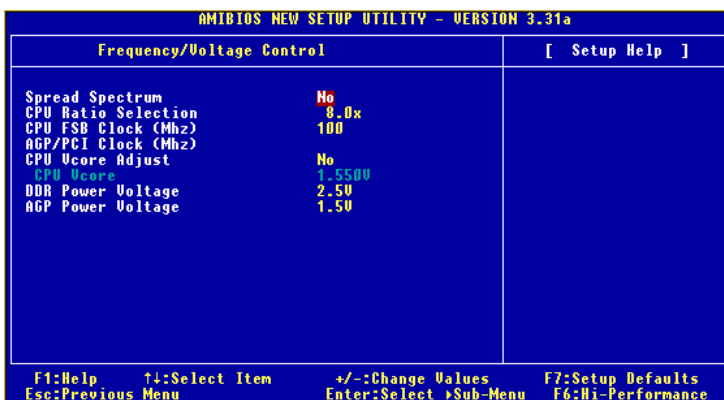 AMIBIOS NEW SETUP UTILITY - VERSION 3.31a
Frequency/Voltage Control
[ Setup Help ]
Spread Spectrum No
CPU Ratio Selection 8.0x
CPU FSB Clock (Mhz) 100
AGP/PCI Clock (Mhz)
CPU Vcore Adjust No
CPU Vcore 1.550V
DDR Power Voltage 2.5V
AGP Power Voltage 1.5V
F1:Help ↑↓:Select Item +/-:Change Values F7:Setup Defaults
Esc:Previous Menu Enter:Select ▸Sub-Menu F6:Hi-Performance